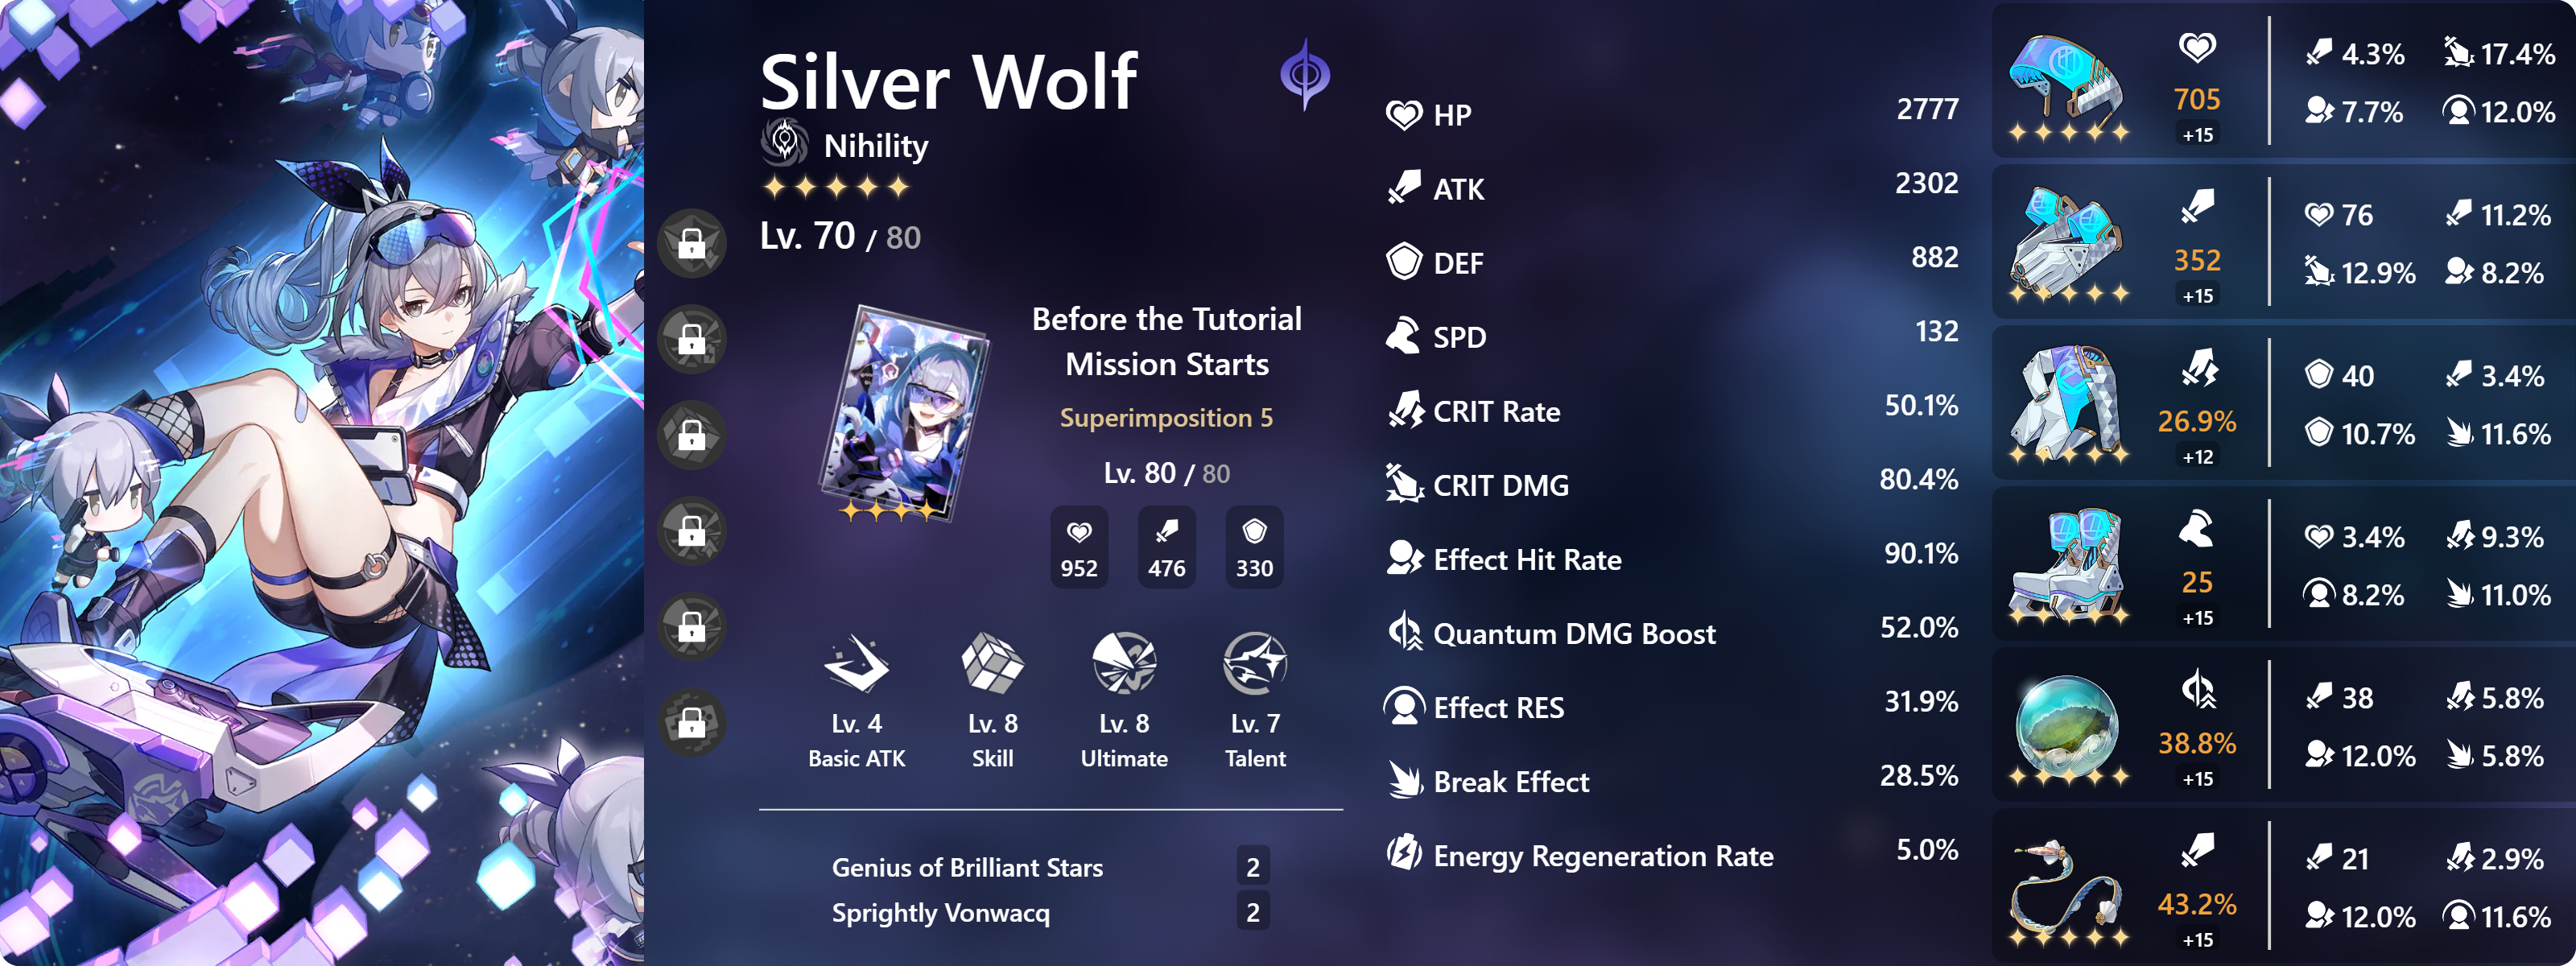 Silver Wolf
Nihility
Lv. 70 / 80
Before the Tutorial
Mission Starts
Superimposition 5
Lv. 80 / 80
952 476 330
Lv. 4 Lv. 8 Lv. 8 Lv. 7
Basic ATK Skill Ultimate Talent
Genius of Brilliant Stars 2
Sprightly Vonwacq 2
HP 2777
ATK 2302
DEF 882
SPD 132
CRIT Rate 50.1%
CRIT DMG 80.4%
Effect Hit Rate 90.1%
Quantum DMG Boost 52.0%
Effect RES 31.9%
Break Effect 28.5%
Energy Regeneration Rate 5.0%
705
+15
4.3% 17.4%
7.7% 12.0%
352
+15
76 11.2%
12.9% 8.2%
26.9%
+12
40 3.4%
10.7% 11.6%
25
+15
3.4% 9.3%
8.2% 11.0%
38.8%
+15
38 5.8%
12.0% 5.8%
43.2%
+15
21 2.9%
12.0% 11.6%